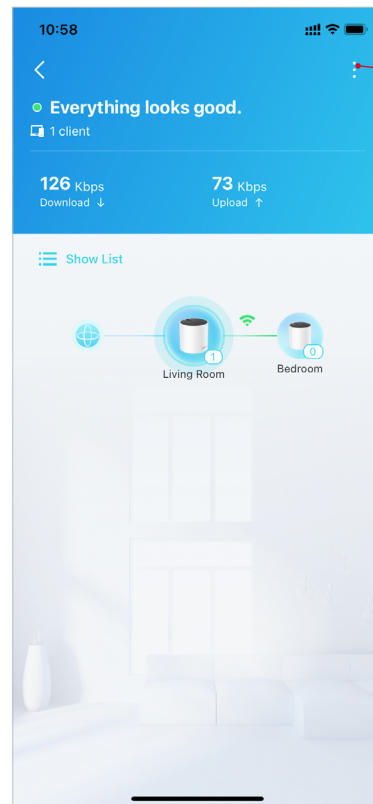 10:58
Everything looks good.
1 client
126 Kbps
Download ↓
73 Kbps
Upload ↑
Show List
1
0
Living Room
Bedroom